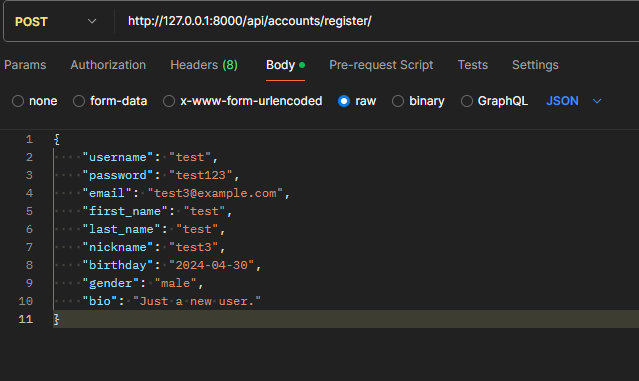 POST http://127.0.0.1:8000/api/accounts/register/
Params Authorization Headers (8) Body Pre-request Script Tests Settings
none form-data x-www-form-urlencoded raw binary GraphQL JSON
1 {
2 "username": "test",
3 "password": "test123",
4 "email": "test3@example.com",
5 "first_name": "test",
6 "last_name": "test",
7 "nickname": "test3",
8 "birthday": "2024-04-30",
9 "gender": "male",
10 "bio": "Just a new user."
11 }